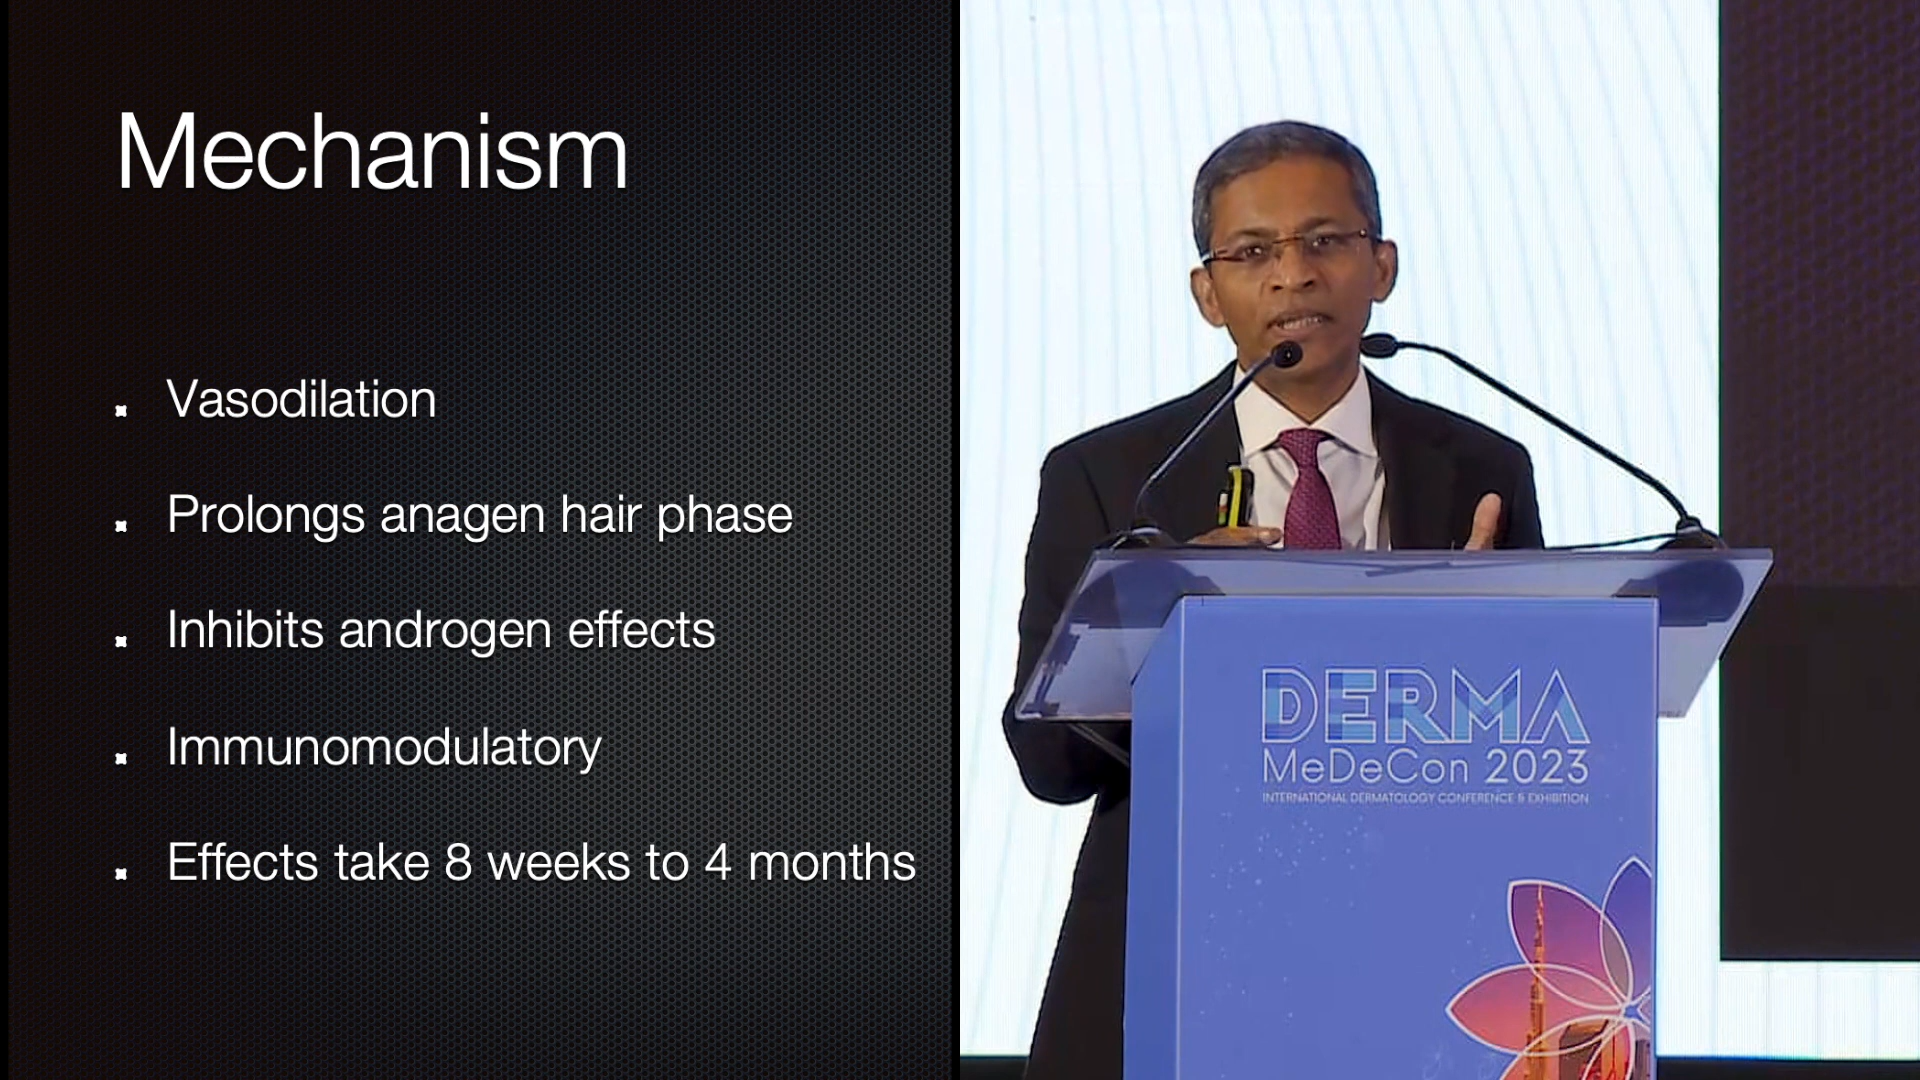 Mechanism
Vasodilation
Prolongs anagen hair phase
Inhibits androgen effects
Immunomodulatory
Effects take 8 weeks to 4 months
DERMA
MeDeCon 2023
INTERNATIONAL DERMATOLOGY CONFERENCE & EXHIBITION